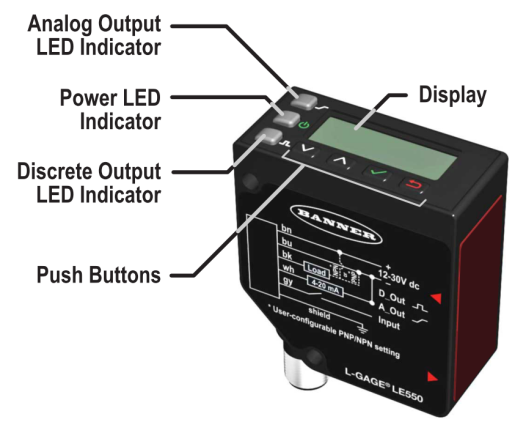 Analog Output
LED Indicator
Power LED
Indicator
Discrete Output
LED Indicator
Push Buttons
Display
BANNER
bn
bu
bk
wh
gy
Load
4-20 mA
shield
+
12-30V dc
–
D_Out
A_Out
Input
* User-configurable PNP/NPN setting
L-GAGE® LE550